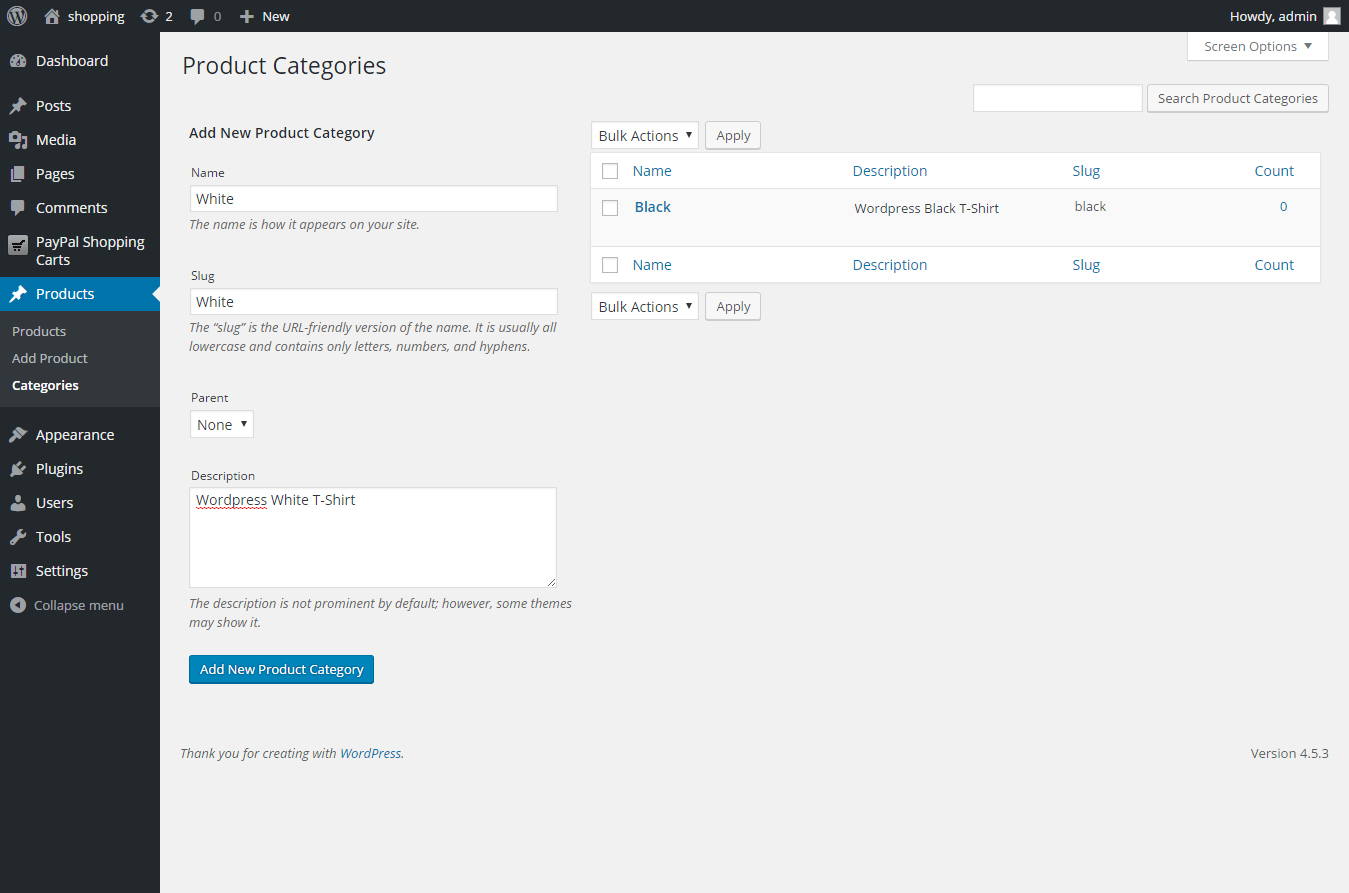 shopping 2 0 New Howdy, admin
Screen Options
Dashboard
Posts
Media
Pages
Comments
PayPal Shopping
Carts
Products
Products
Add Product
Categories
Appearance
Plugins
Users
Tools
Settings
Collapse menu
Product Categories
Search Product Categories
Add New Product Category
Name
White
The name is how it appears on your site.
Slug
White
The “slug” is the URL-friendly version of the name. It is usually all
lowercase and contains only letters, numbers, and hyphens.
Parent
None
Description
Wordpress White T-Shirt
The description is not prominent by default; however, some themes
may show it.
Add New Product Category
Bulk Actions Apply
Name Description Slug Count
Black Wordpress Black T-Shirt black 0
Name Description Slug Count
Bulk Actions Apply
Thank you for creating with WordPress. Version 4.5.3